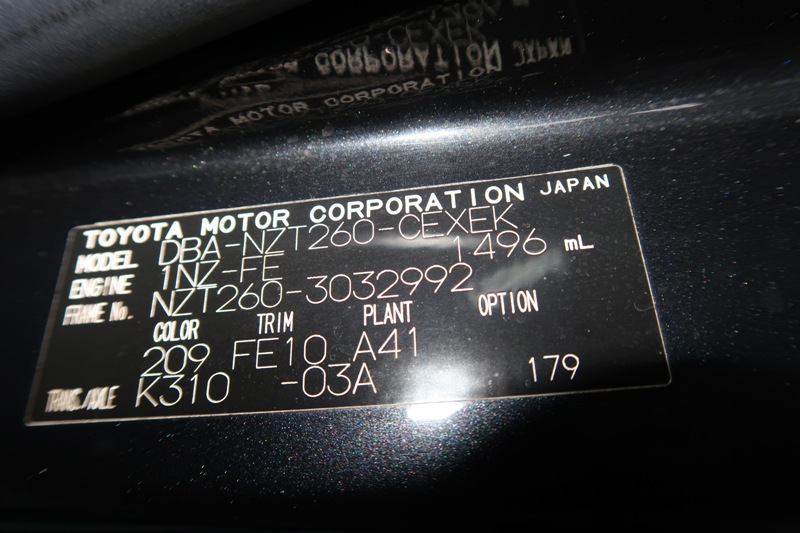 TOYOTA MOTOR CORPORATION JAPAN
MODEL DBA-NZT260-CEXEK
ENGINE 1NZ-FE 1496 mL
FRAME No. NZT260-3032992
COLOR TRIM PLANT OPTION
209 FE10 A41
TRANS./AXLE K310 -03A 179